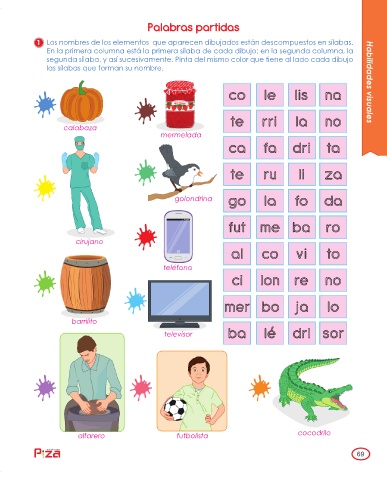 Palabras partidas
1 Los nombres de los elementos que aparecen dibujados están descompuestos en sílabas.
En la primera columna está la primera sílaba de cada dibujo; en la segunda columna, la
segunda sílaba, y así sucesivamente. Pinta del mismo color que tiene al lado cada dibujo
las sílabas que forman su nombre.
Habilidades visuales
calabaza
mermelada
golondrina
cirujano
teléfono
barrilito
televisor
alfarero
futbolista
cocodrilo
co le lis na
te rri la no
ca fa dri ta
te ru li za
go la fo da
fut me ba ro
al co vi to
ci lon re no
mer bo ja lo
ba lé dri sor
Piza
69